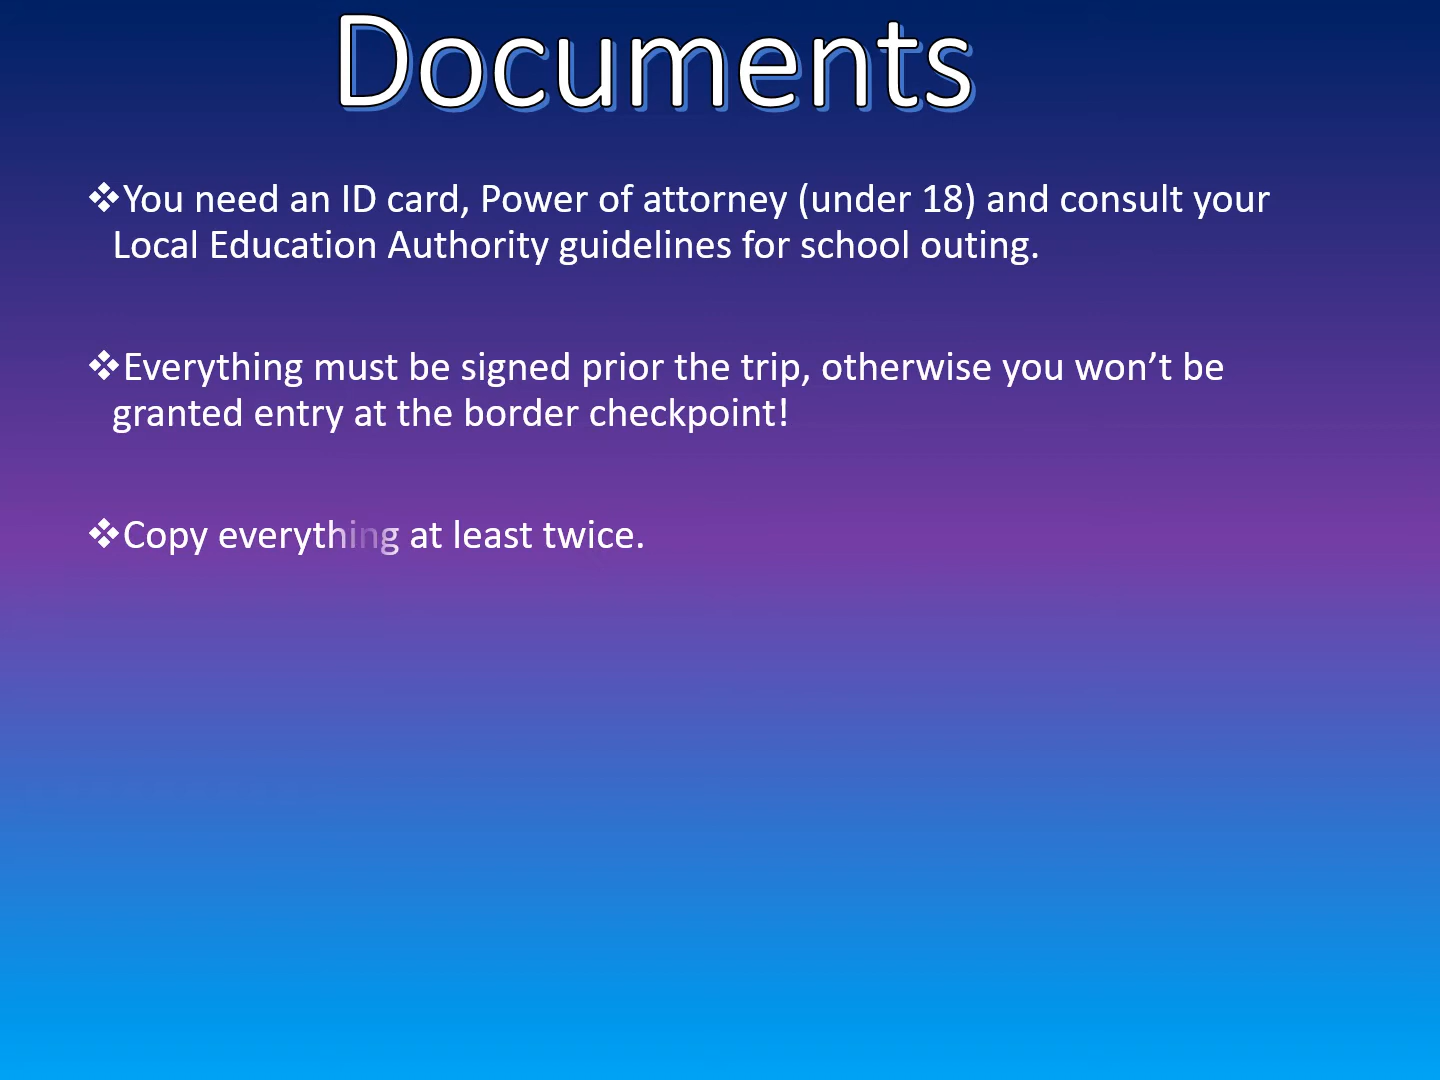 Documents
❖You need an ID card, Power of attorney (under 18) and consult your
Local Education Authority guidelines for school outing.
❖Everything must be signed prior the trip, otherwise you won’t be
granted entry at the border checkpoint!
❖Copy everything at least twice.